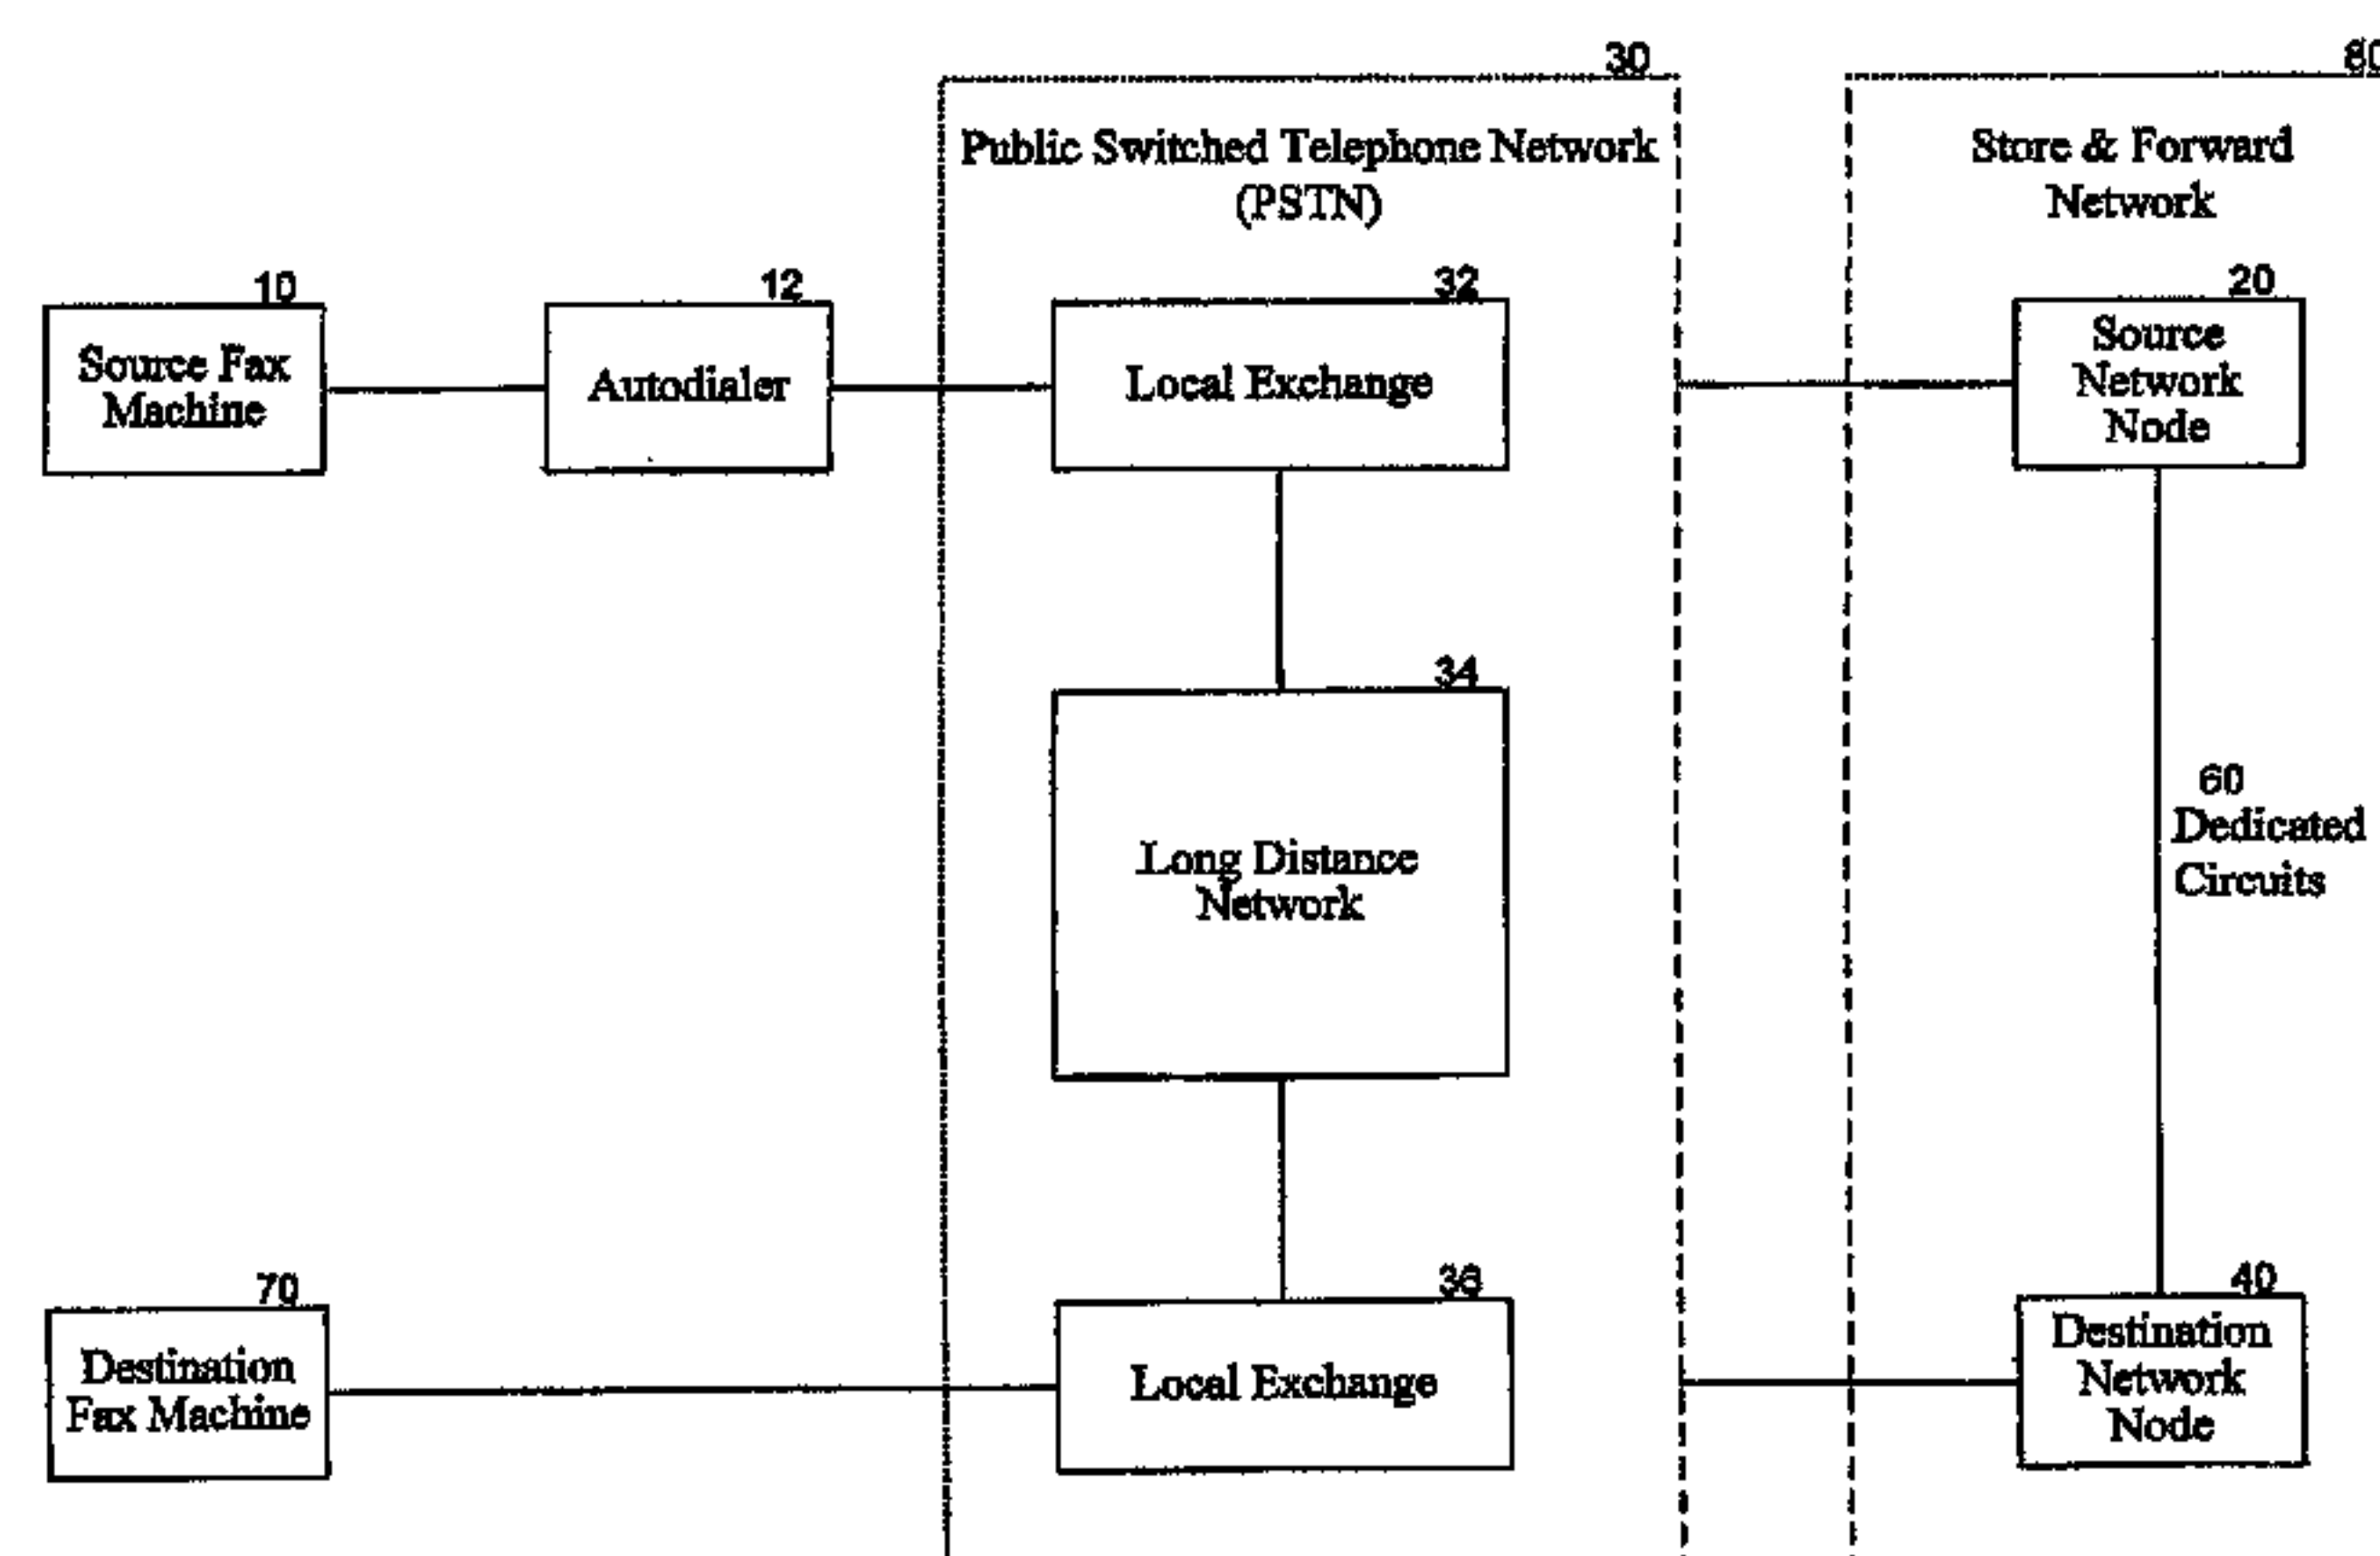 30
Public Switched Telephone Network
(PSTN)
80
Store & Forward
Network
10
Source Fax
Machine
12
Autodialer
32
Local Exchange
20
Source
Network
Node
34
Long Distance
Network
60
Dedicated
Circuits
70
Destination
Fax Machine
36
Local Exchange
40
Destination
Network
Node